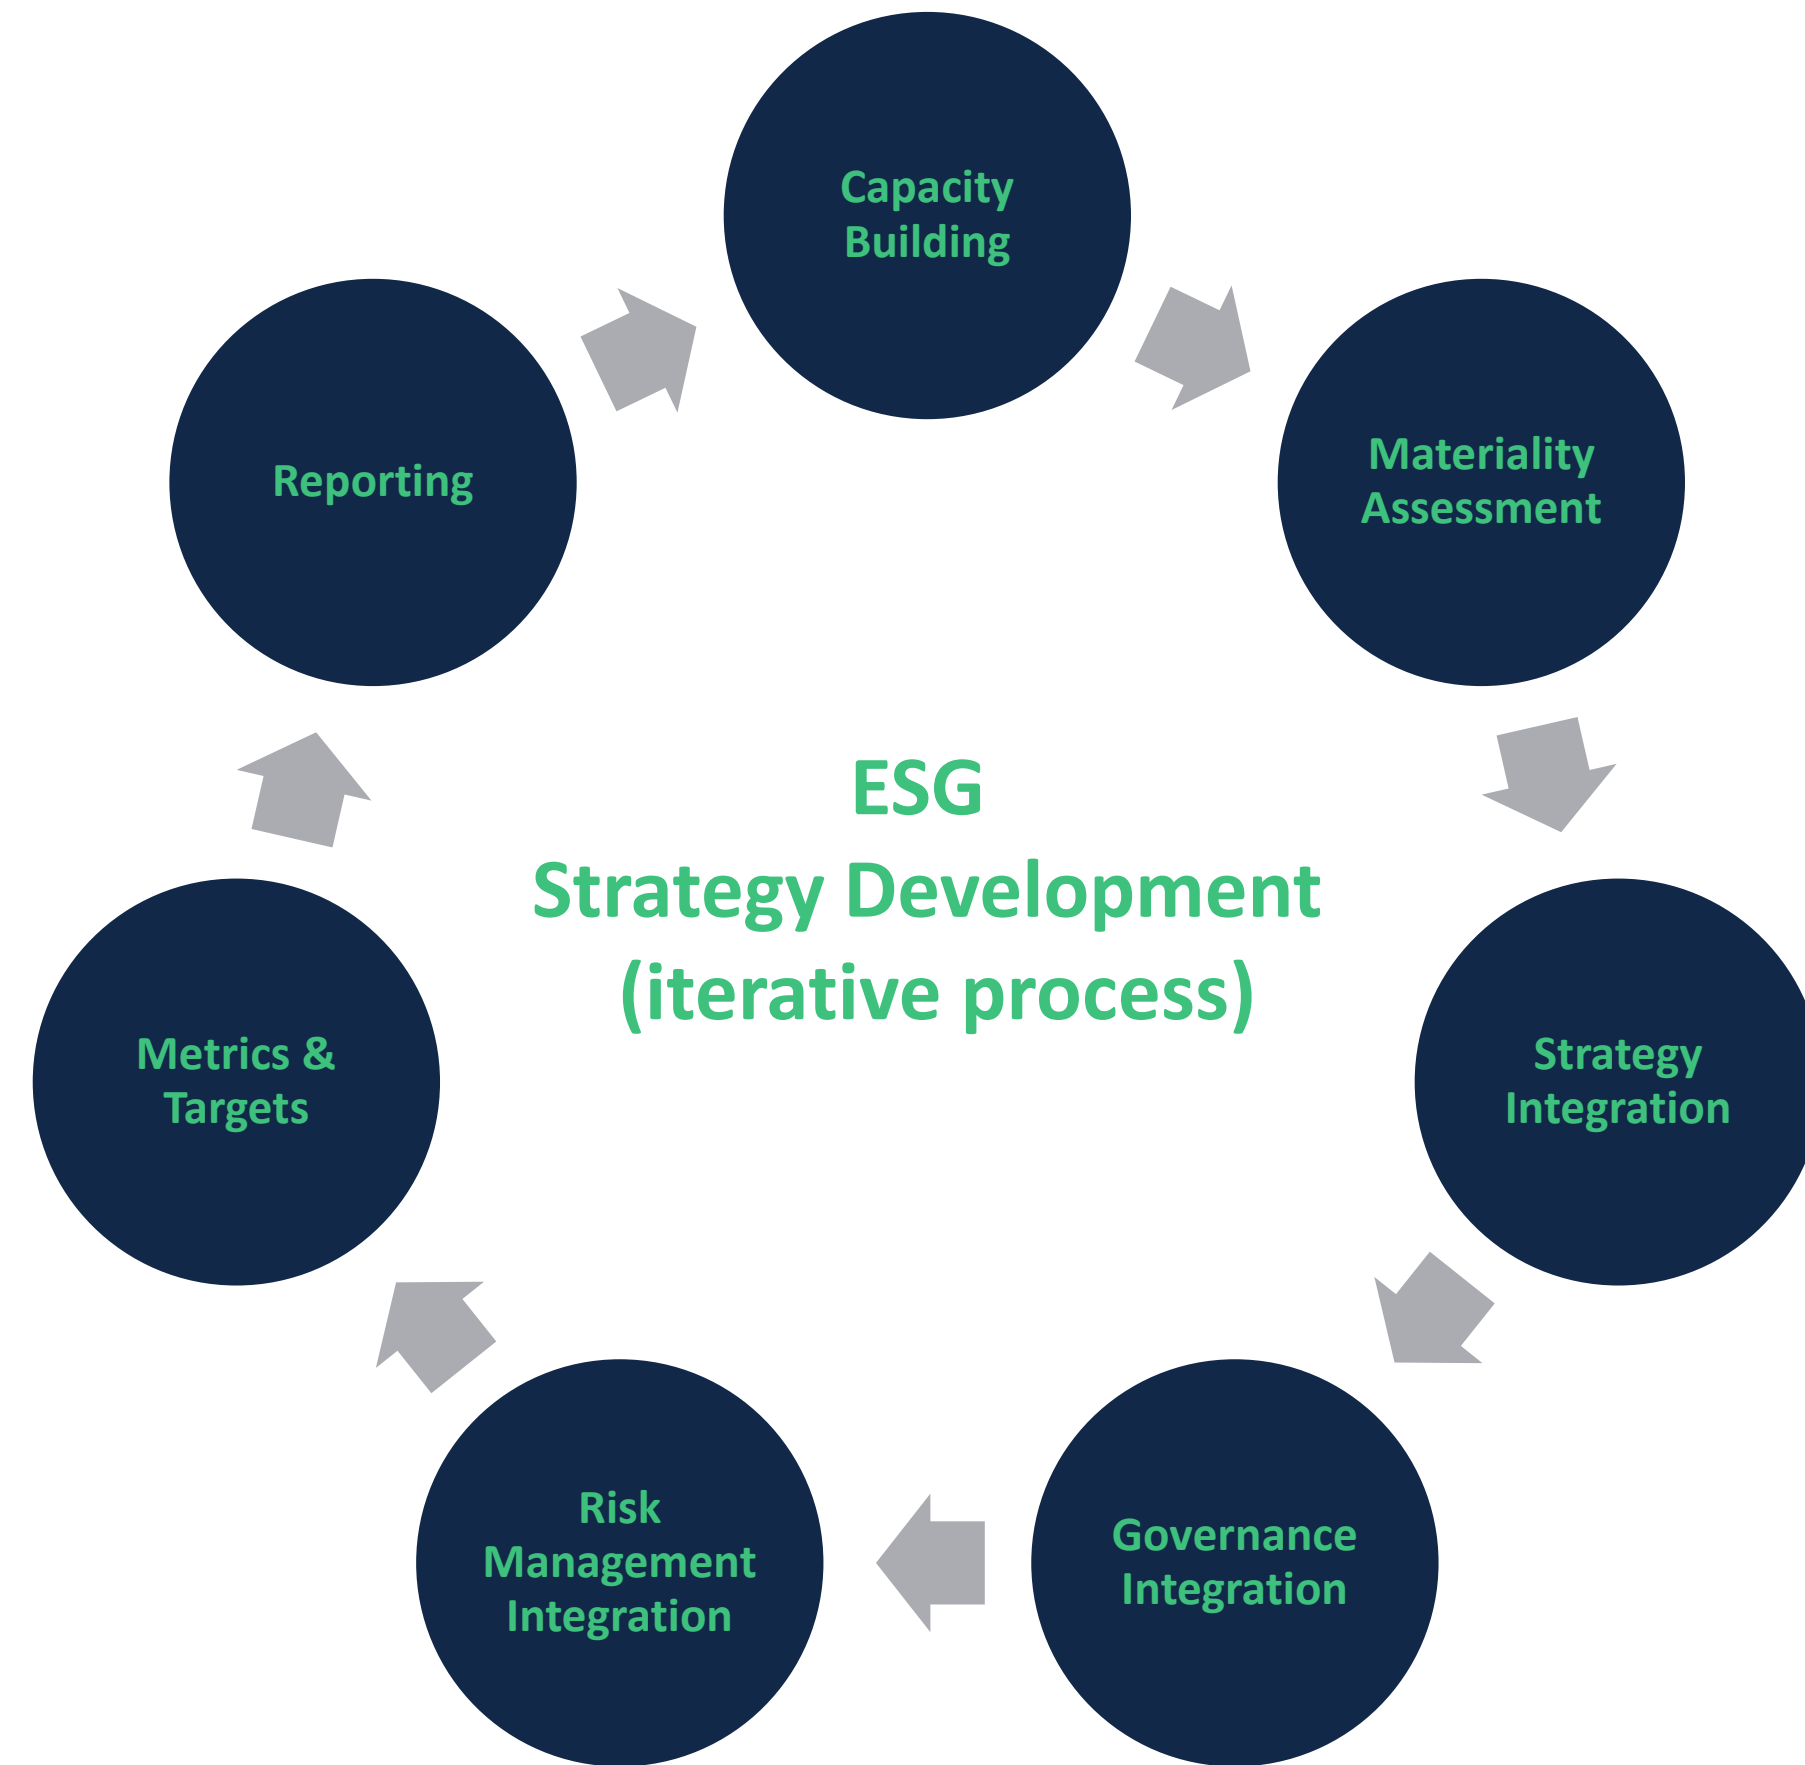 Capacity
Building
Materiality
Assessment
Strategy
Integration
Governance
Integration
Risk
Management
Integration
Metrics &
Targets
Reporting
ESG
Strategy Development
(iterative process)